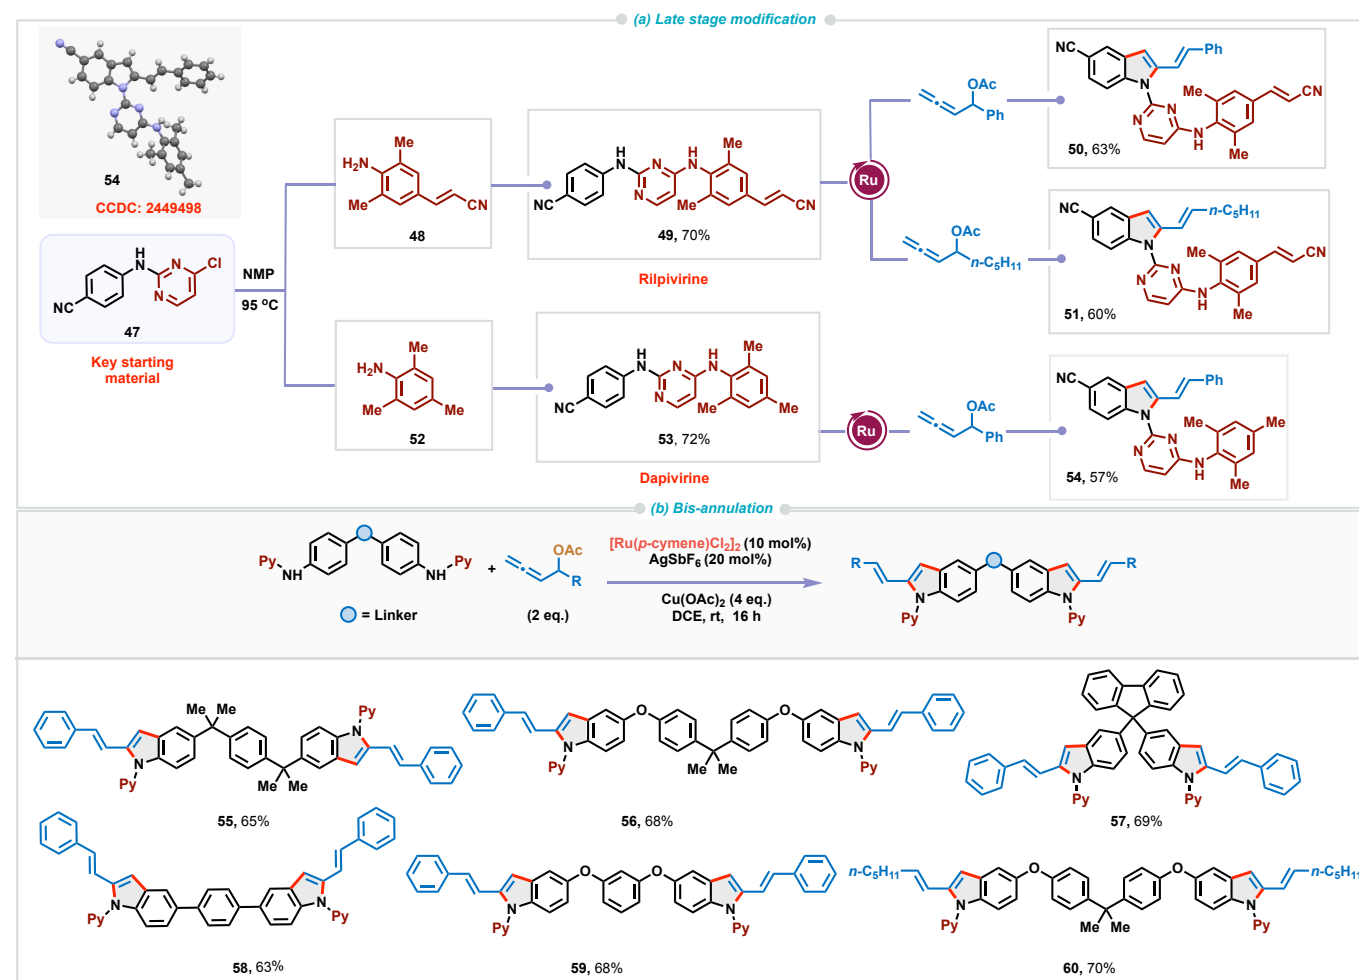 (a) Late stage modification
54
CCDC: 2449498
H
N
N
Cl
N
NC
47
Key starting
material
NMP
95 ºC
Me
H2N
Me
CN
48
H
N
N
H
N
Me
N
Me
NC
CN
49, 70%
Rilpivirine
Me
H2N
Me
Me
52
H
N
N
H
N
Me
N
Me
Me
NC
53, 72%
Dapivirine
Ru
OAc
Ph
OAc
n-C5H11
Ru
OAc
Ph
NC
Ph
N
Me
CN
N
N
N
H
Me
50, 63%
NC
n-C5H11
N
Me
CN
N
N
N
H
Me
51, 60%
NC
Ph
N
Me
Me
N
N
N
H
Me
54, 57%
(b) Bis-annulation
Py
NH
HN
Py
= Linker
+
OAc
R
(2 eq.)
[Ru(p-cymene)Cl2]2 (10 mol%)
AgSbF6 (20 mol%)
Cu(OAc)2 (4 eq.)
DCE, rt, 16 h
R
N
Py
N
Py
R
Me Me
N
Py
Me Me
Py
N
55, 65%
O
O
N
Py
Me Me
N
Py
56, 68%
N
Py
N
Py
57, 69%
N
Py
N
Py
58, 63%
O
O
N
Py
N
Py
59, 68%
n-C5H11
O
O
n-C5H11
N
Py
Me Me
N
Py
60, 70%